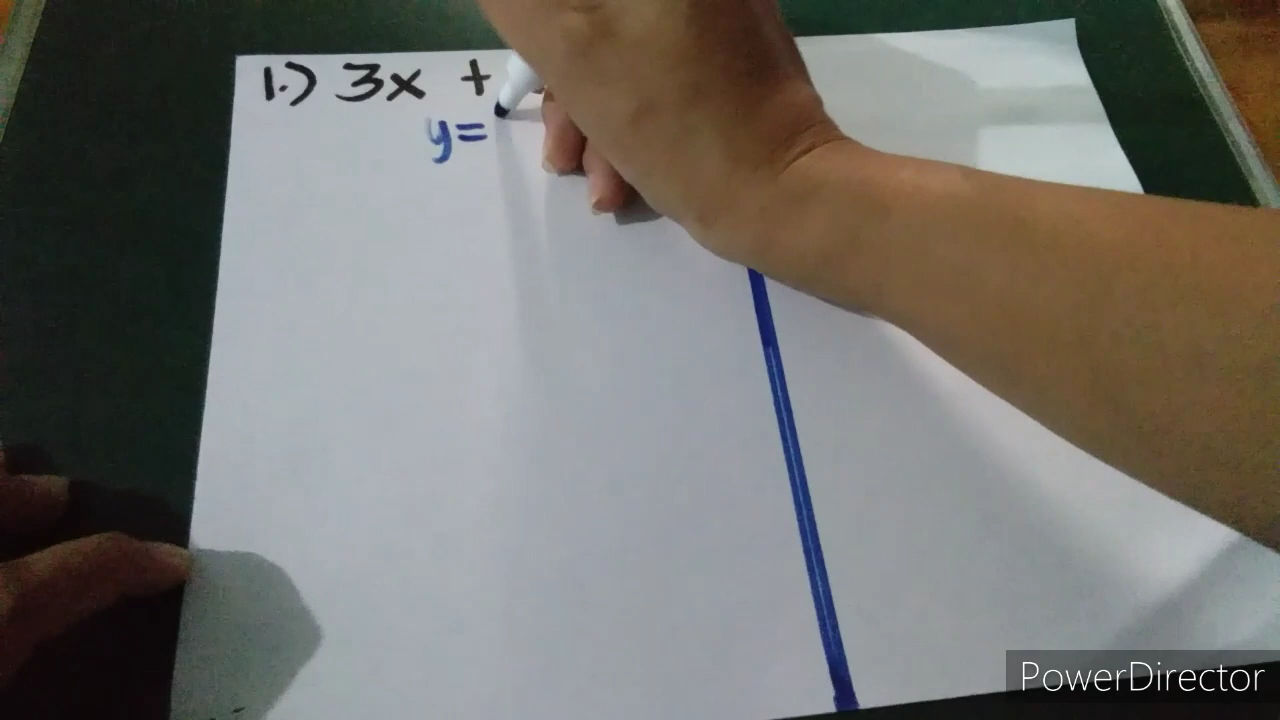 1.) 3x +
y=
PowerDirector